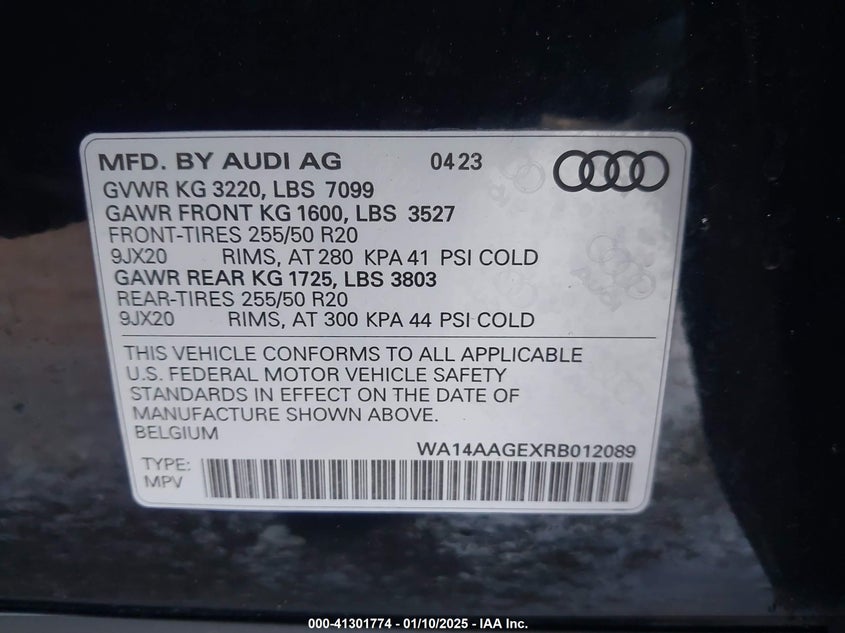 MFD. BY AUDI AG 0423
GVWR KG 3220, LBS 7099
GAWR FRONT KG 1600, LBS 3527
FRONT-TIRES 255/50 R20
9JX20 RIMS, AT 280 KPA 41 PSI COLD
GAWR REAR KG 1725, LBS 3803
REAR-TIRES 255/50 R20
9JX20 RIMS, AT 300 KPA 44 PSI COLD
THIS VEHICLE CONFORMS TO ALL APPLICABLE
U.S. FEDERAL MOTOR VEHICLE SAFETY
STANDARDS IN EFFECT ON THE DATE OF
MANUFACTURE SHOWN ABOVE.
BELGIUM
WA14AAGEXRB012089
TYPE:
MPV
000-41301774 — 01/10/2025 — IAA Inc.